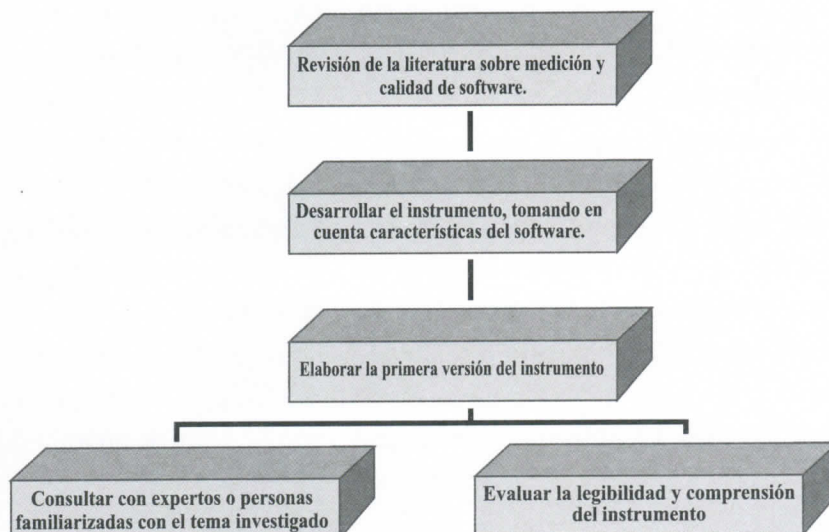 Revisión de la literatura sobre medición y
calidad de software.
Desarrollar el instrumento, tomando en
cuenta características del software.
Elaborar la primera versión del instrumento
Consultar con expertos o personas
familiarizadas con el tema investigado
Evaluar la legibilidad y comprensión
del instrumento